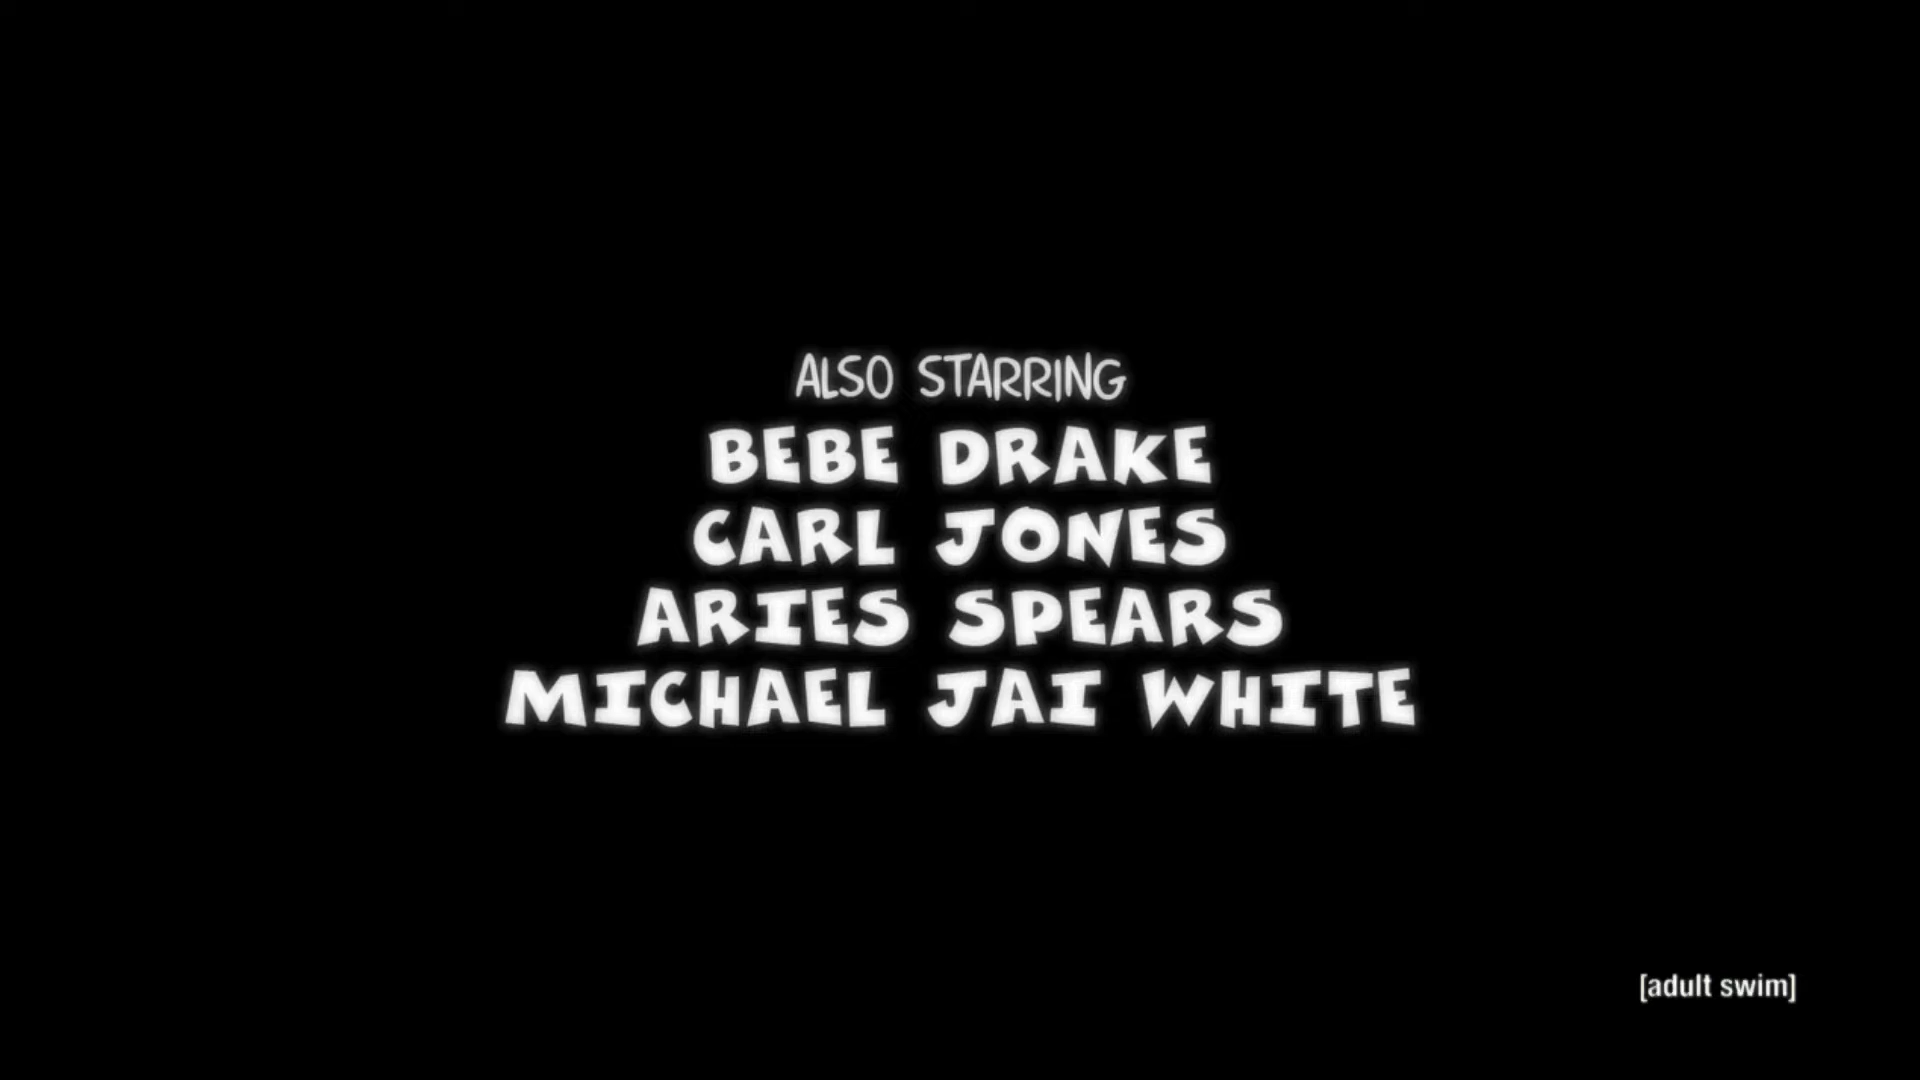 ALSO STARRING
BEBE DRAKE
CARL JONES
ARIES SPEARS
MICHAEL JAI WHITE
[adult swim]